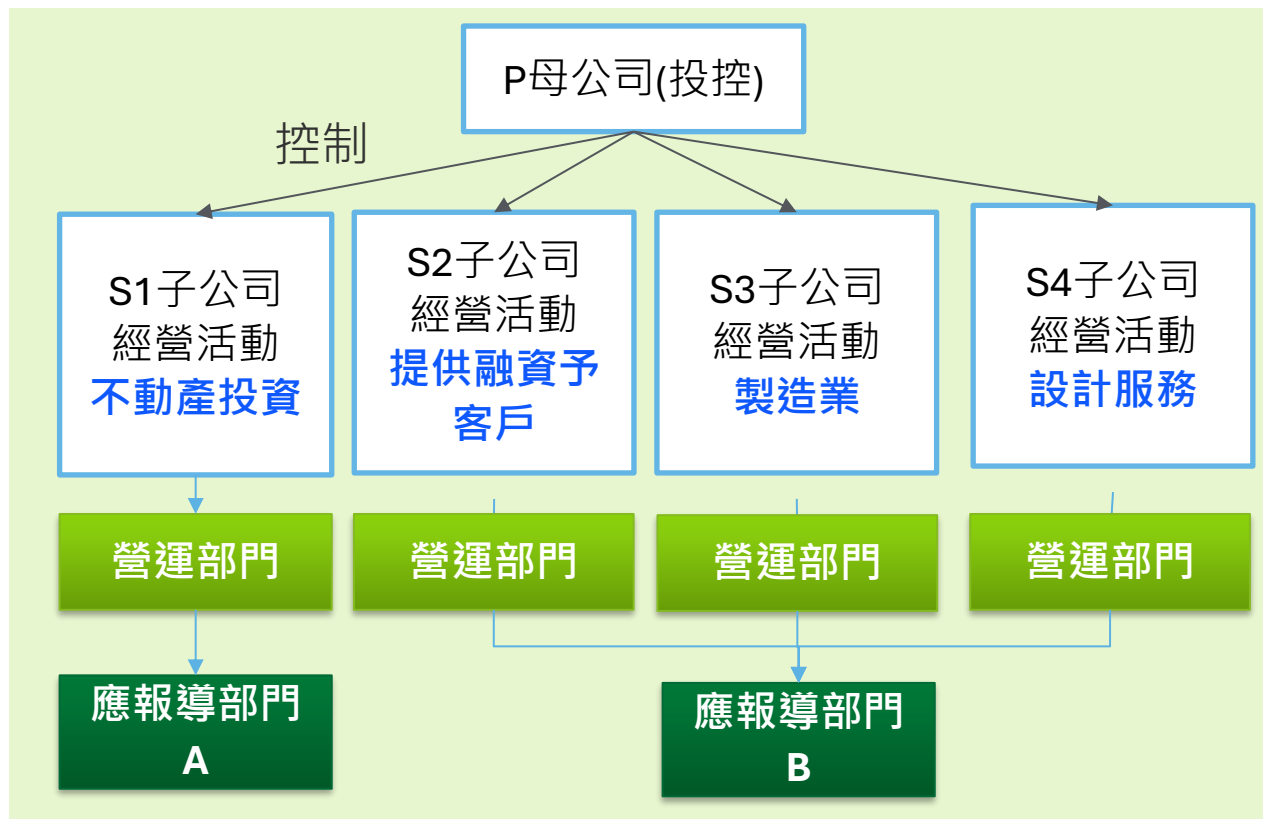 P母公司(投控)
控制
S1子公司
經營活動
不動產投資
S2子公司
經營活動
提供融資予
客戶
S3子公司
經營活動
製造業
S4子公司
經營活動
設計服務
營運部門
營運部門
營運部門
營運部門
應報導部門
A
應報導部門
B